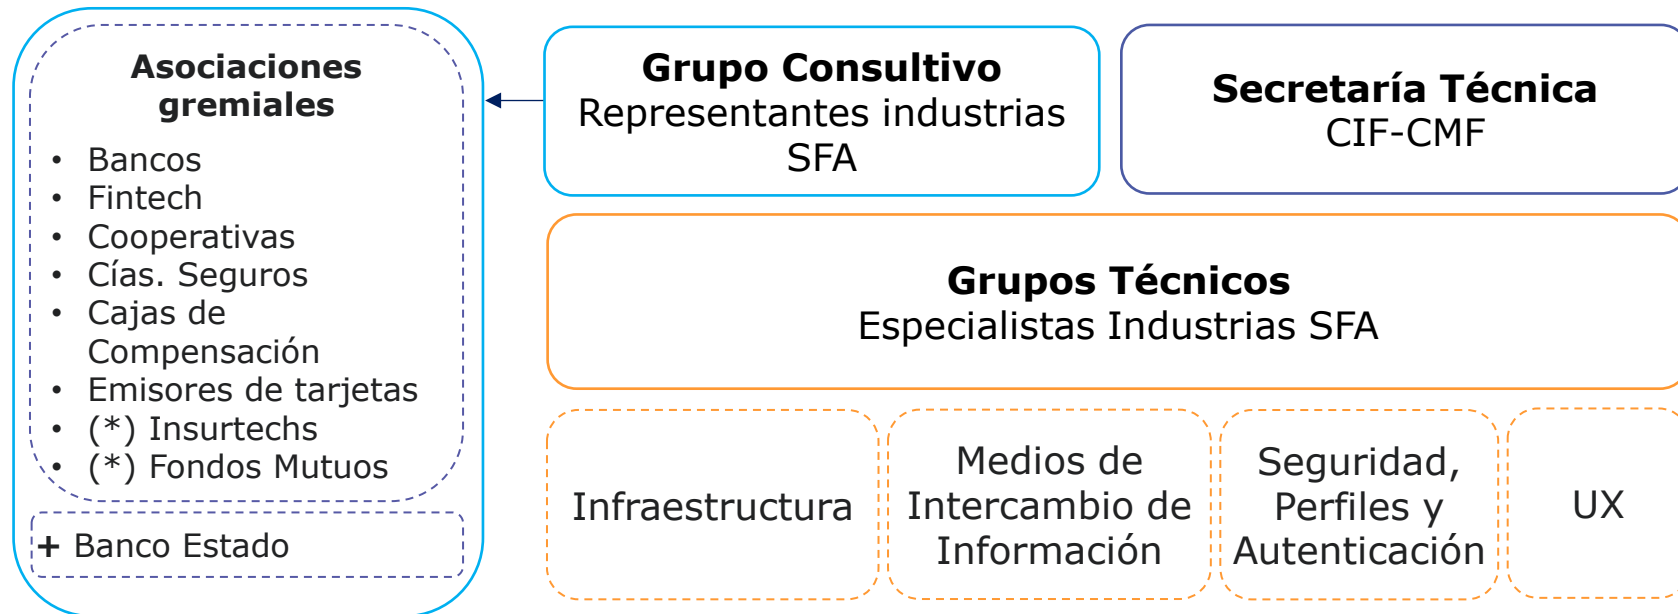 Asociaciones
gremiales
• Bancos
• Fintech
• Cooperativas
• Cías. Seguros
• Cajas de
Compensación
• Emisores de tarjetas
• (*) Insurtechs
• (*) Fondos Mutuos
+ Banco Estado
Grupo Consultivo
Representantes industrias
SFA
Secretaría Técnica
CIF-CMF
Grupos Técnicos
Especialistas Industrias SFA
Infraestructura
Medios de
Intercambio de
Información
Seguridad,
Perfiles y
Autenticación
UX